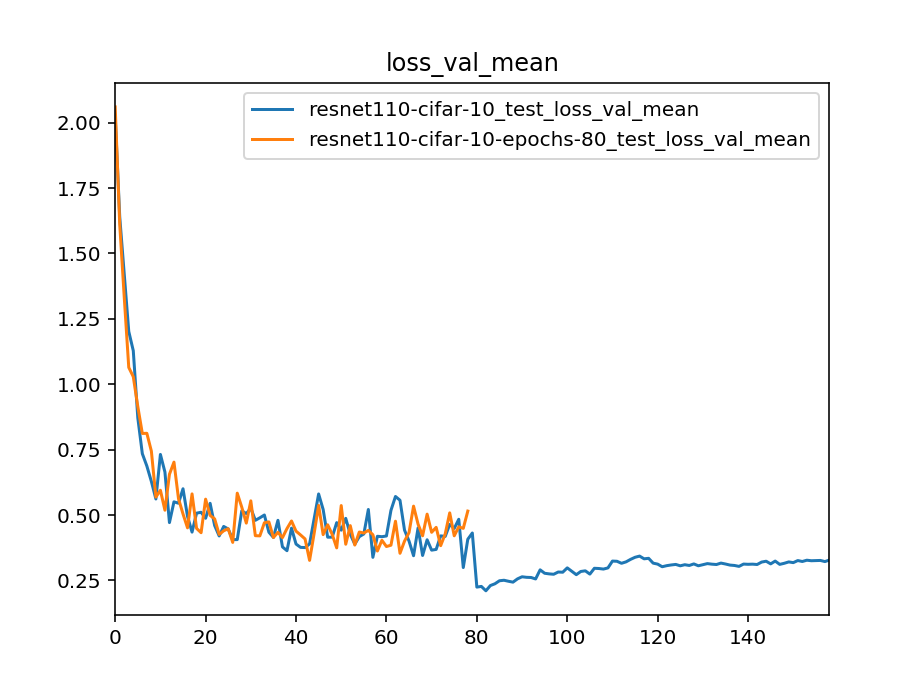 loss_val_mean
resnet110-cifar-10_test_loss_val_mean
resnet110-cifar-10-epochs-80_test_loss_val_mean
2.00
1.75
1.50
1.25
1.00
0.75
0.50
0.25
0 20 40 60 80 100 120 140